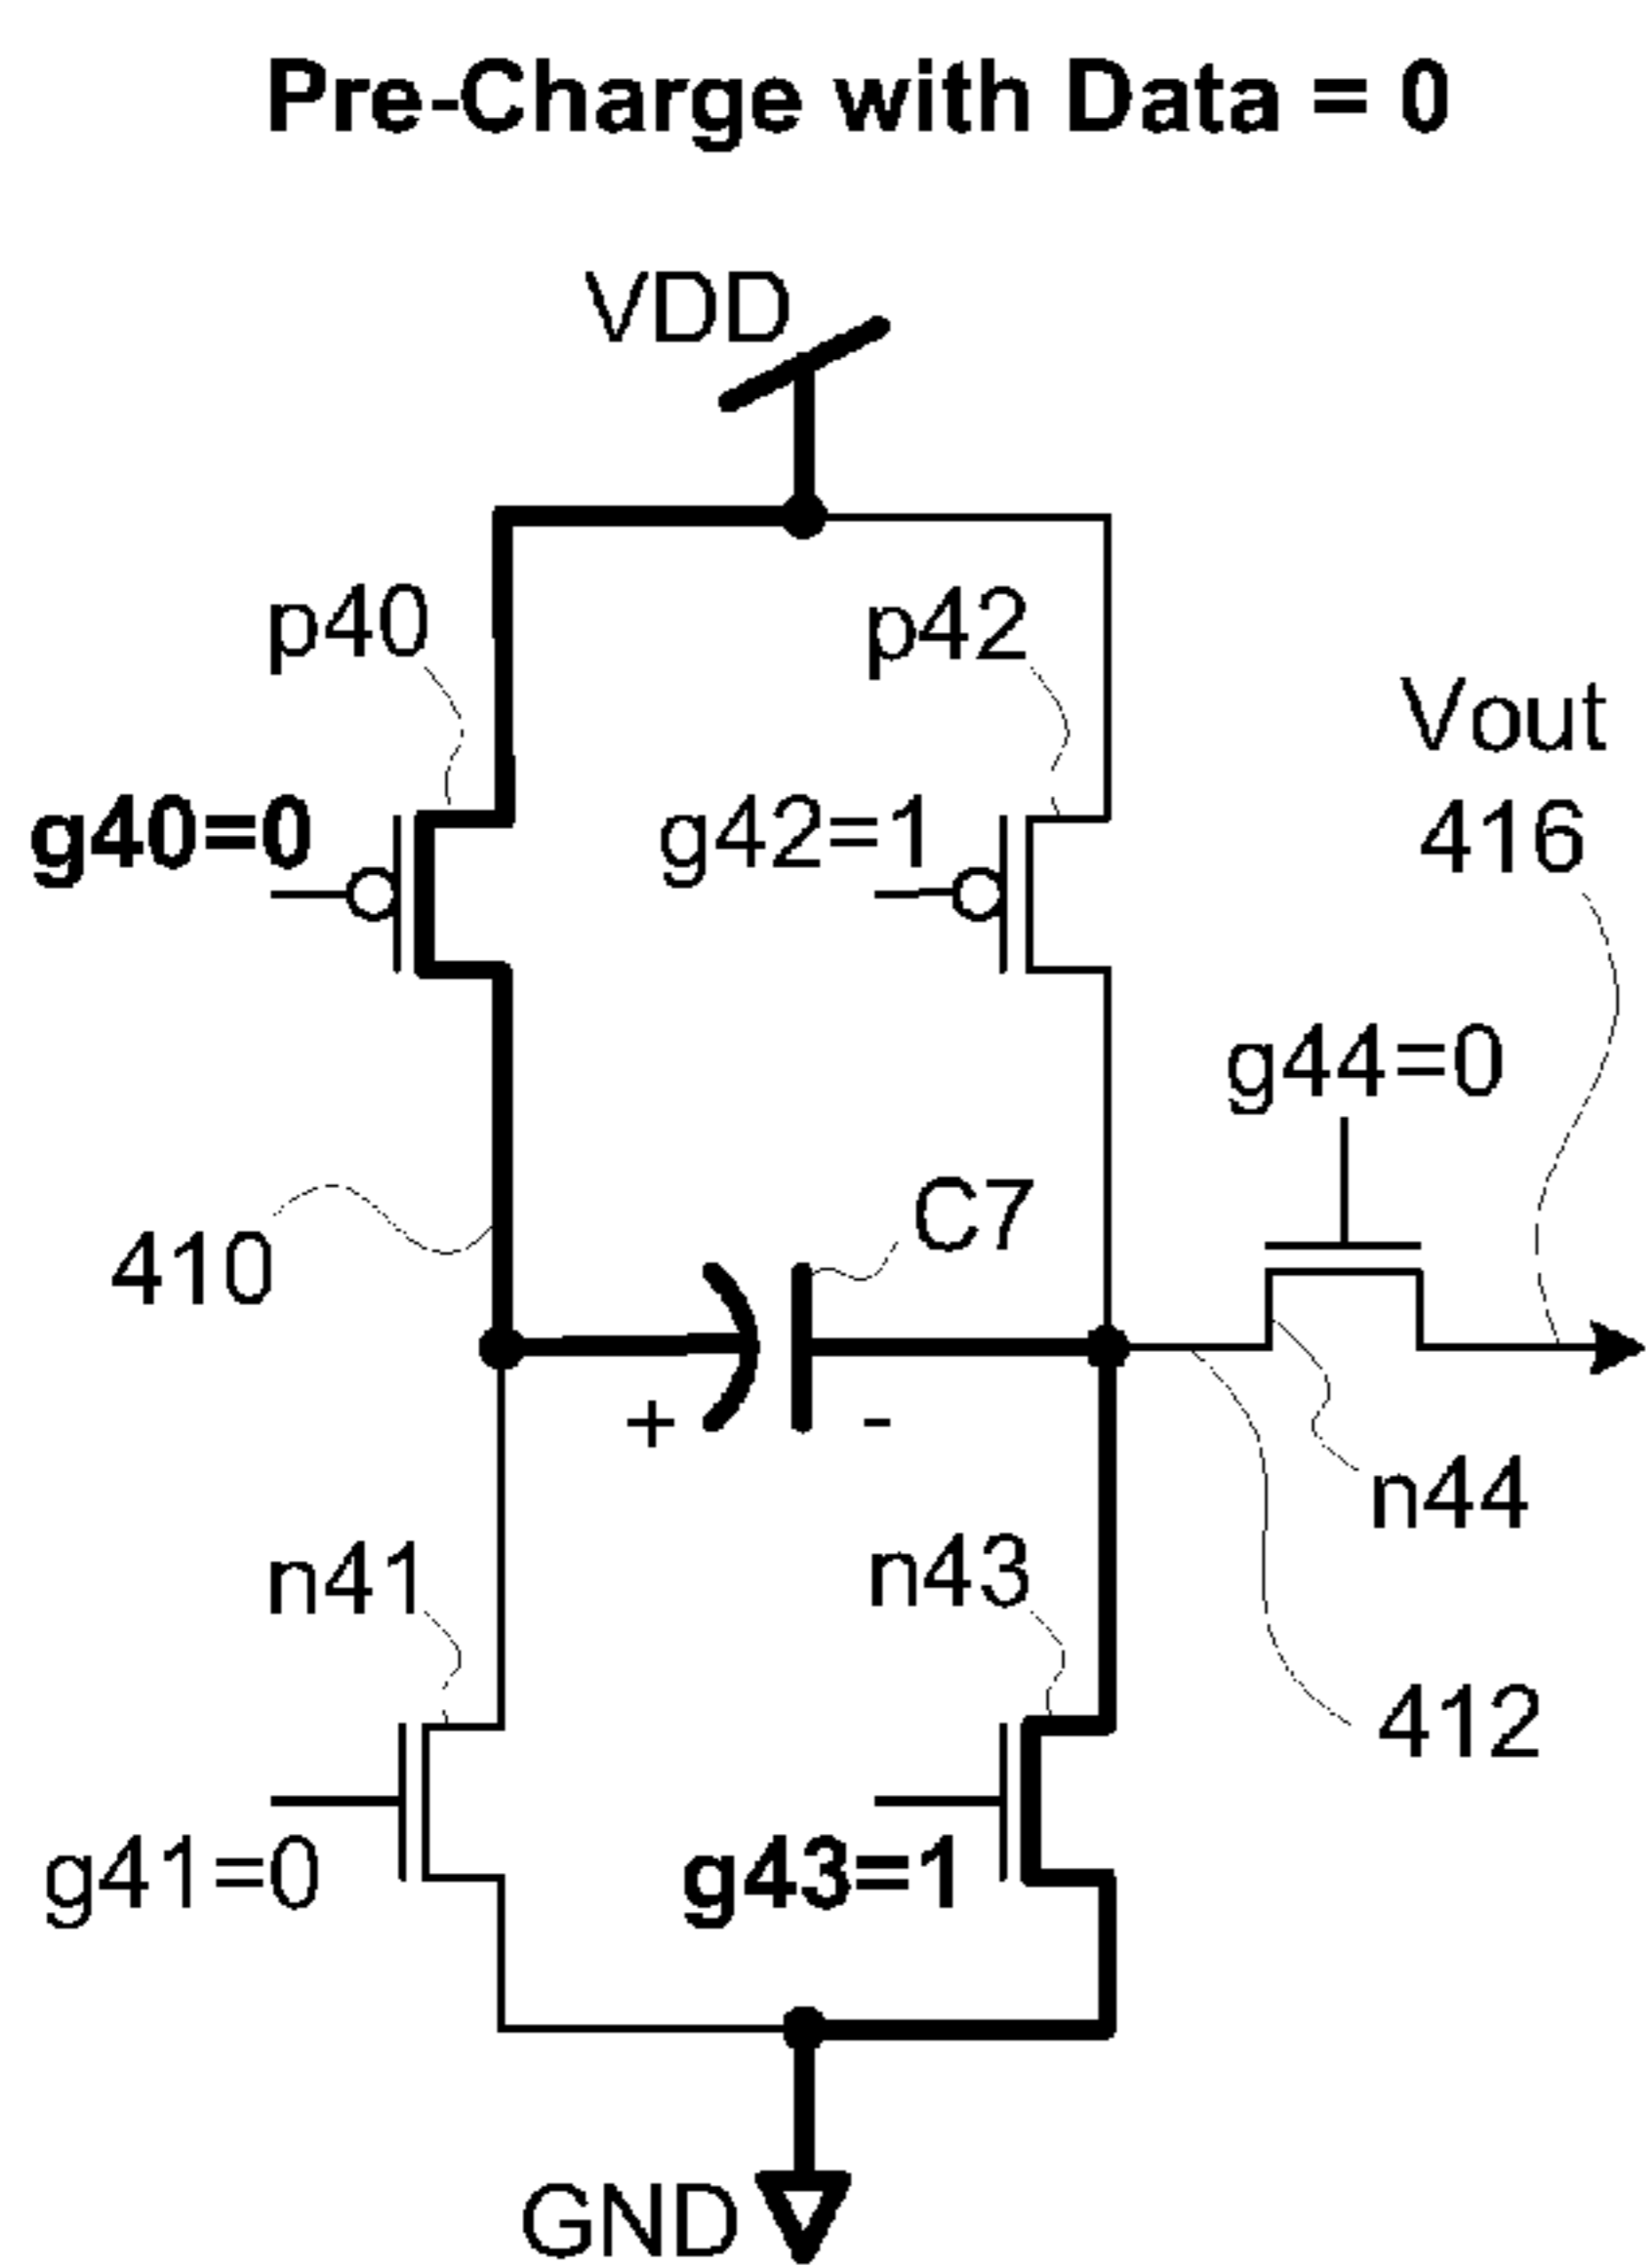 Pre-Charge with Data = 0
VDD
p40
p42
Vout
416
g40=0
g42=1
g44=0
C7
410
+
-
n44
n41
n43
412
g41=0
g43=1
GND